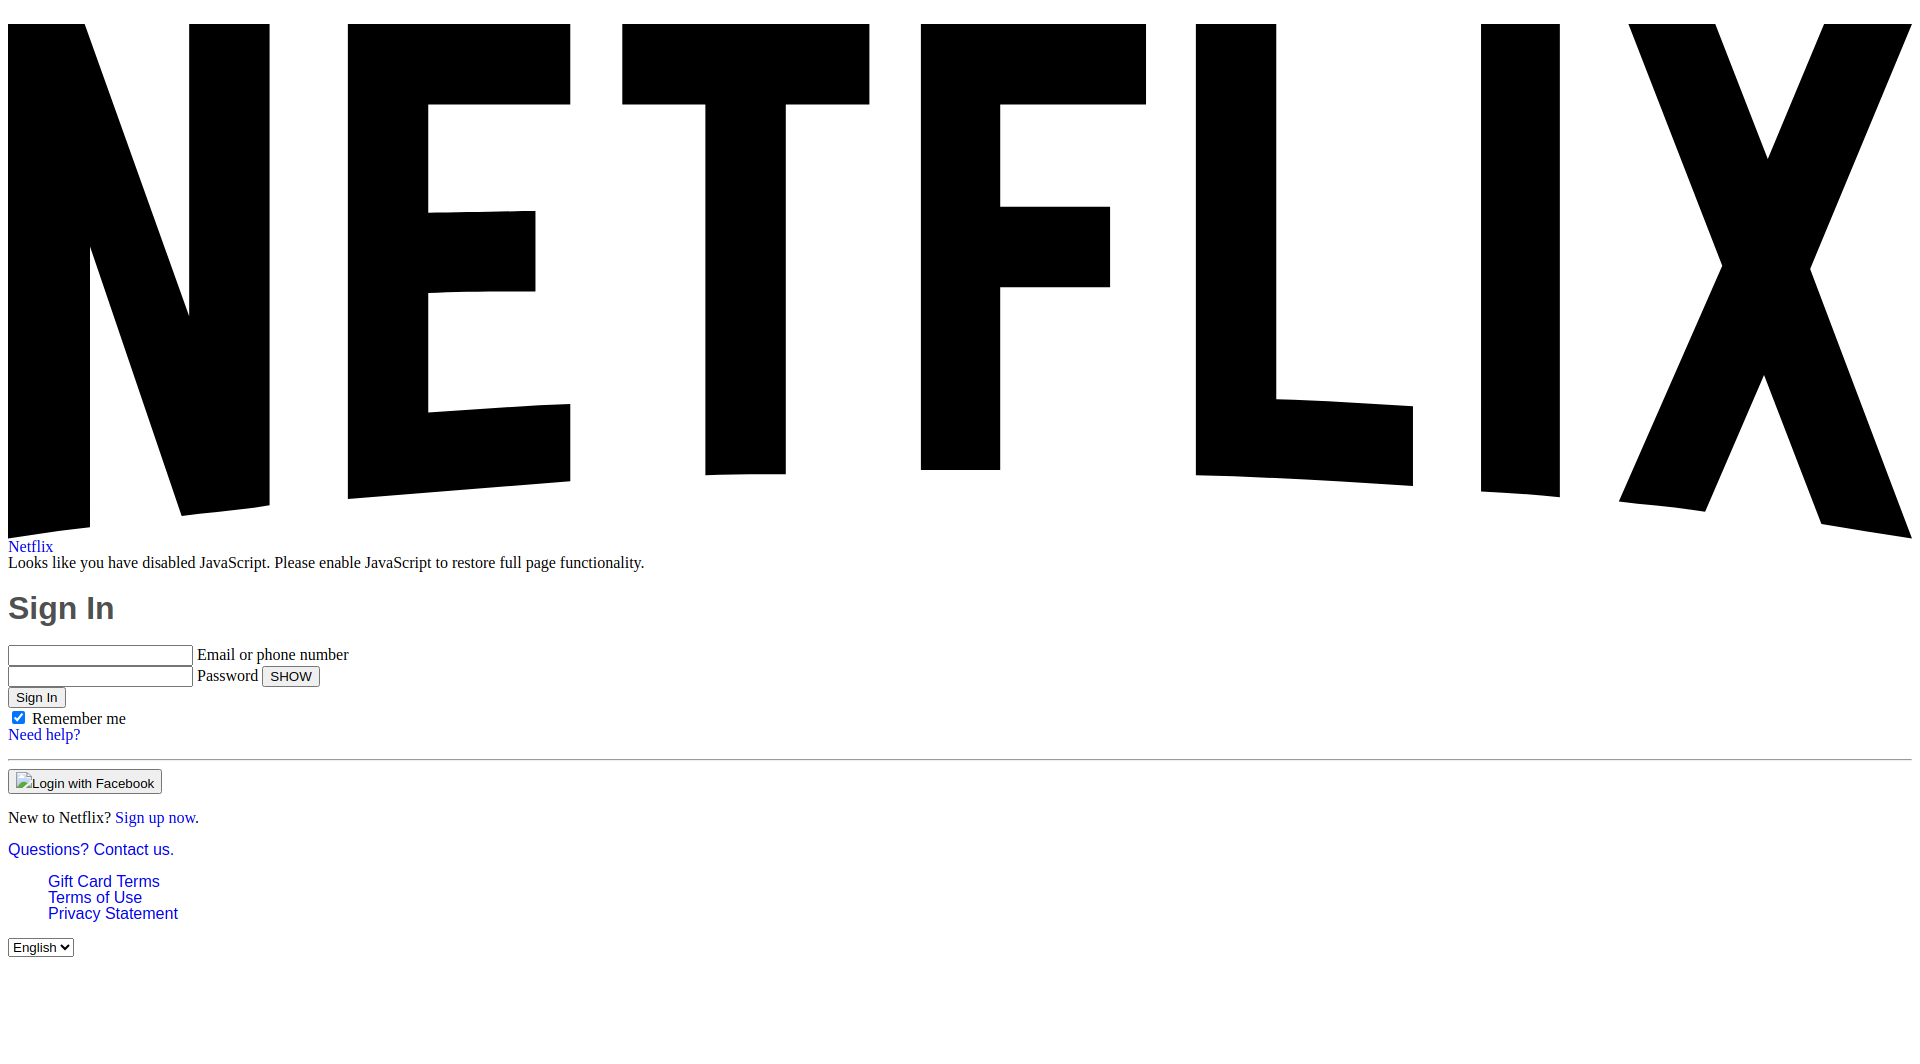 NETFLIX
Netflix
Looks like you have disabled JavaScript. Please enable JavaScript to restore full page functionality.
Sign In
Email or phone number
Password SHOW
Sign In
Remember me
Need help?
Login with Facebook
New to Netflix? Sign up now.
Questions? Contact us.
Gift Card Terms
Terms of Use
Privacy Statement
English